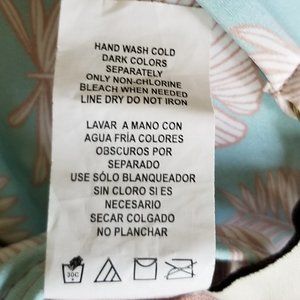 HAND WASH COLD
DARK COLORS
SEPARATELY
ONLY NON-CHLORINE
BLEACH WHEN NEEDED
LINE DRY DO NOT IRON
LAVAR A MANO CON
AGUA FRÍA COLORES
OBSCUROS POR
SEPARADO
USE SÓLO BLANQUEADOR
SIN CLORO SI ES
NECESARIO
SECAR COLGADO
NO PLANCHAR
30C